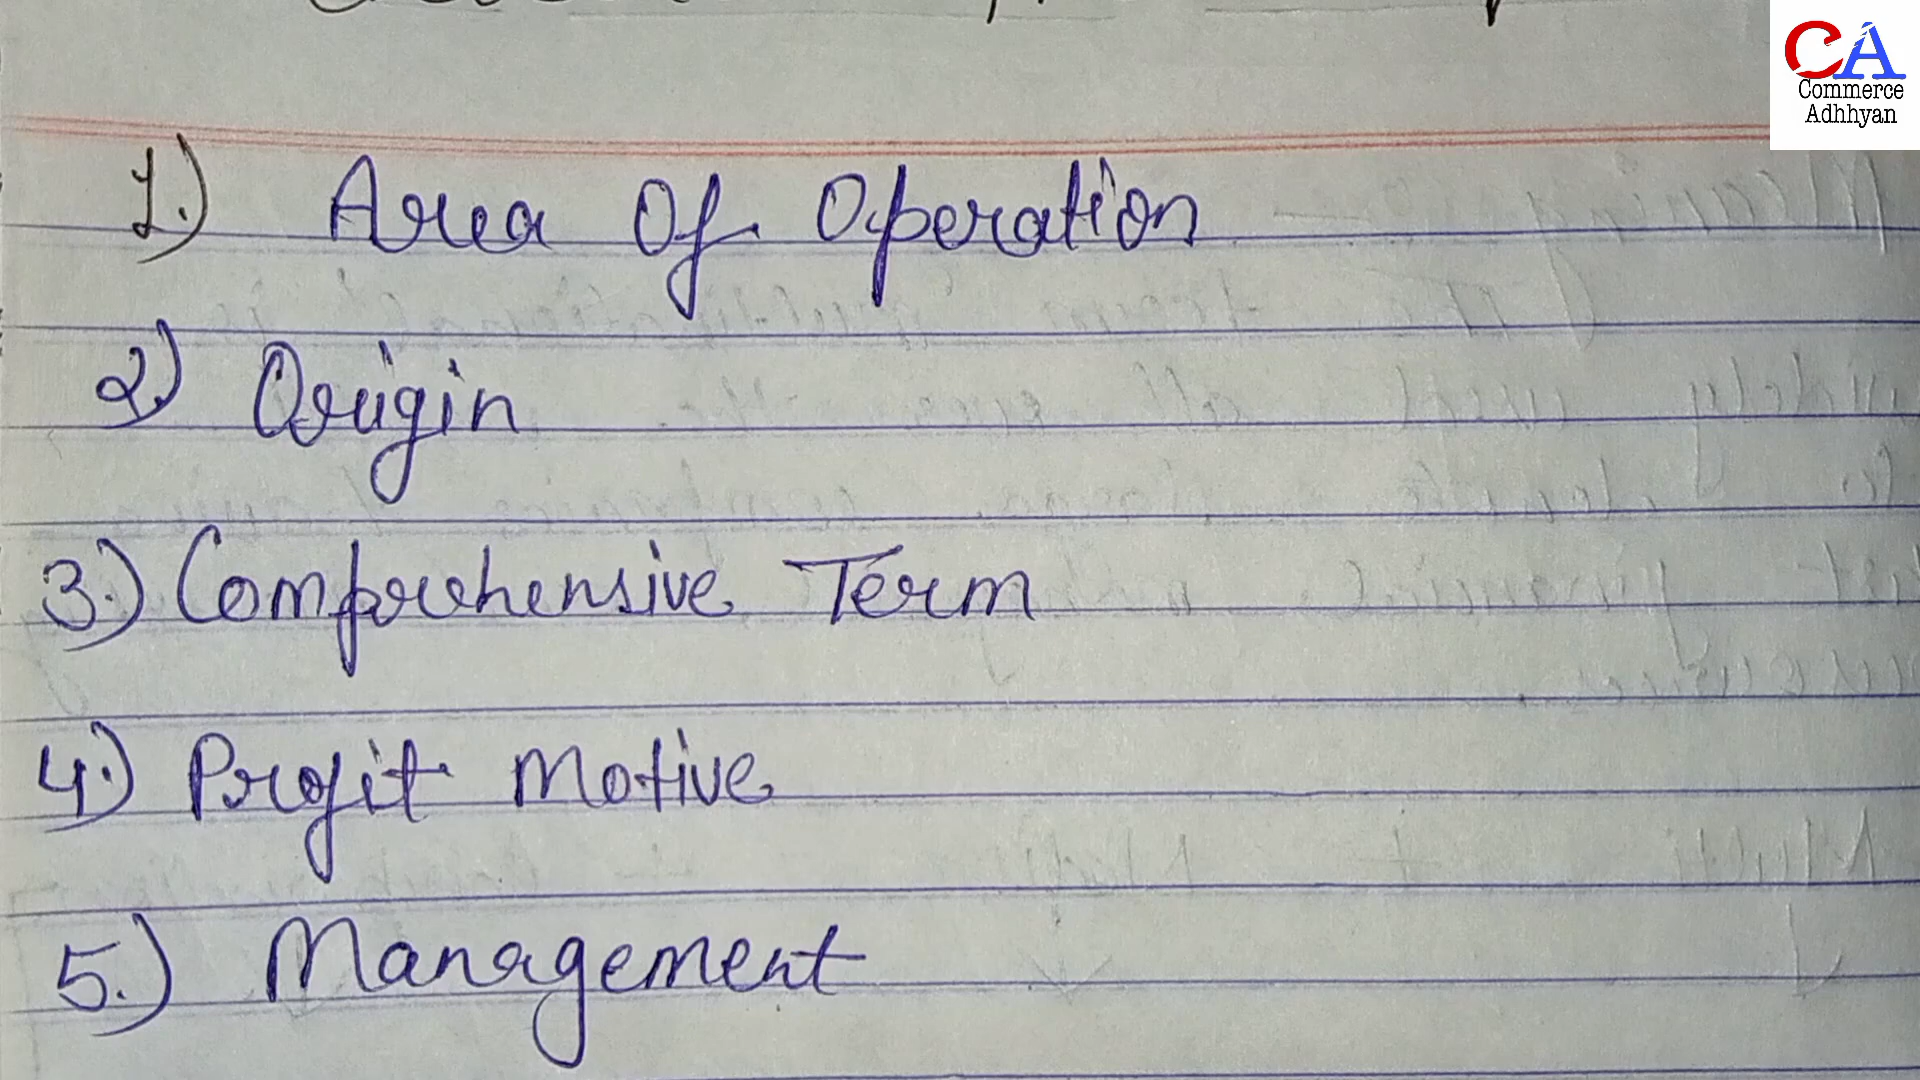 CA
Commerce
Adhhyan
1.) Area Of Operation
2.) Origin
3.) Comprehensive Term
4.) Profit Motive
5.) Management